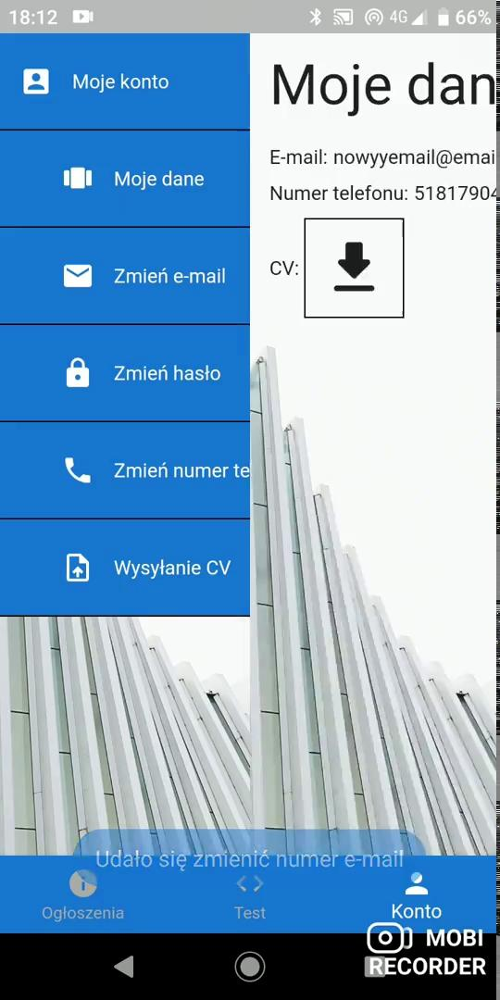 18:12
4G
66%
Moje konto
Moje dane
Zmień e-mail
Zmień hasło
Zmień numer te
Wysyłanie CV
Moje dan
E-mail: nowyyemail@emai
Numer telefonu: 51817904
CV:
Udało się zmienić numer e-mail
Ogłoszenia
Test
Konto
MOBI
RECORDER